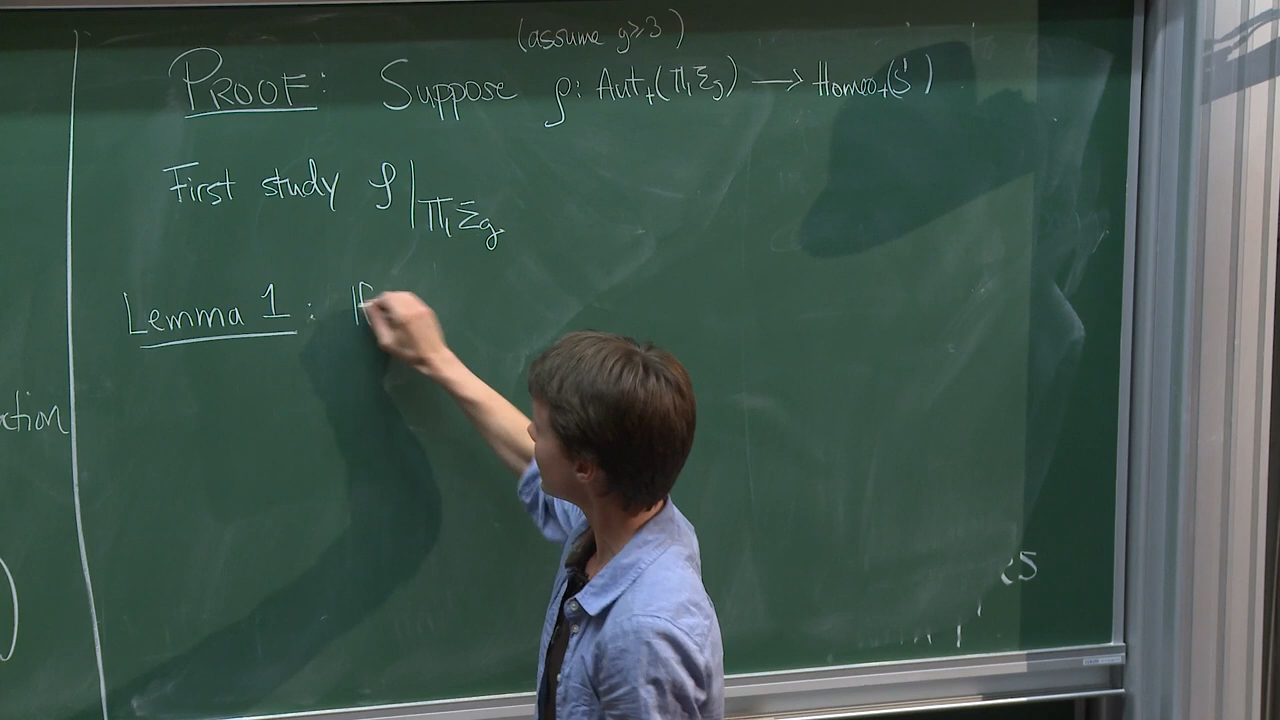 (assume g≥3)
PROOF: Suppose ρ: Aut₊(π₁Σg) ⟶ Homeo₊(S¹)
First study ρ|π₁Σg
Lemma 1: If
ction